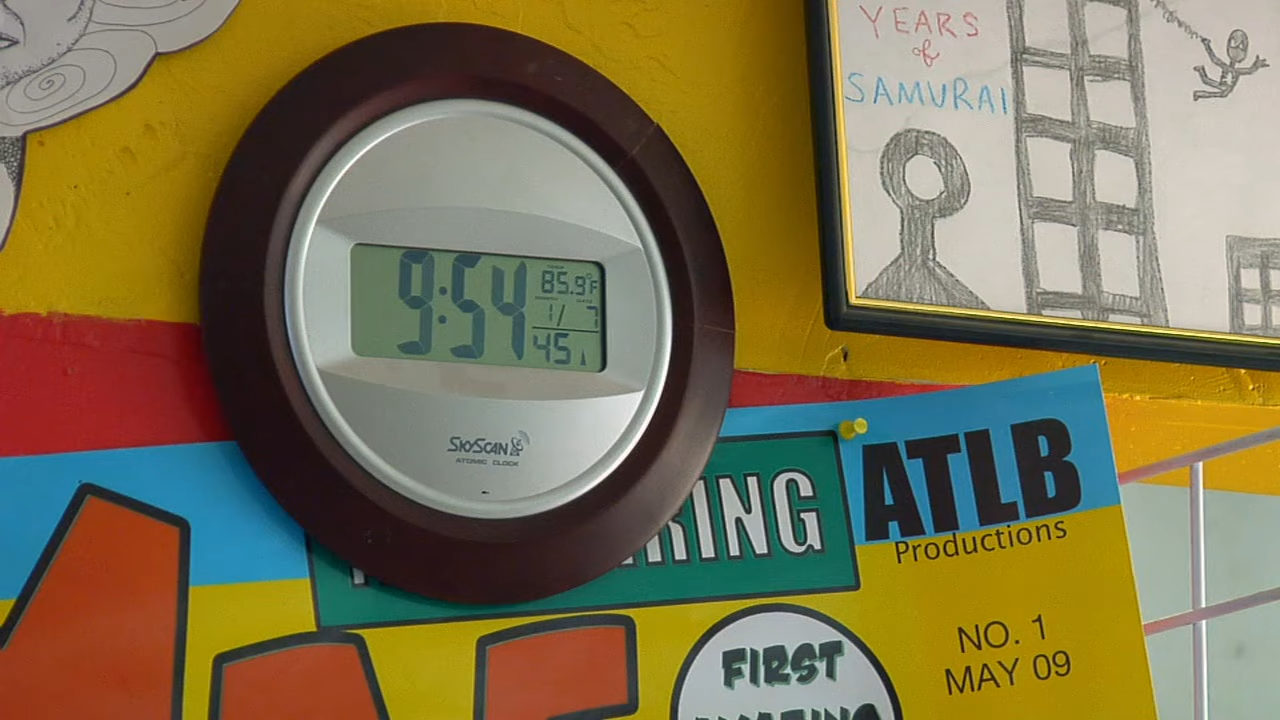 YEARS
of
SAMURAI
9:54
85.9°F
1/ 7
45
SKYSCAN
ATOMIC CLOCK
RING
ATLB
Productions
NO. 1
MAY 09
FIRST
AMAZING